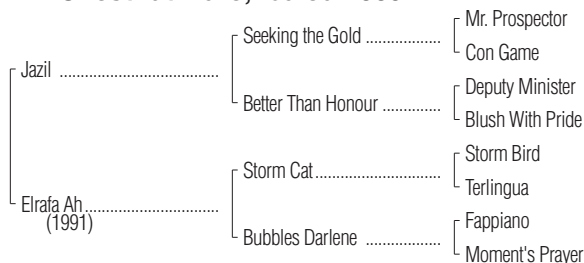 Mr. Prospector
Seeking the Gold ..................
Con Game
Jazil ......................................
Deputy Minister
Better Than Honour ..............
Blush With Pride
Storm Bird
Storm Cat...............................
Terlingua
Elrafa Ah................................
(1991)
Fappiano
Bubbles Darlene ..................
Moment's Prayer